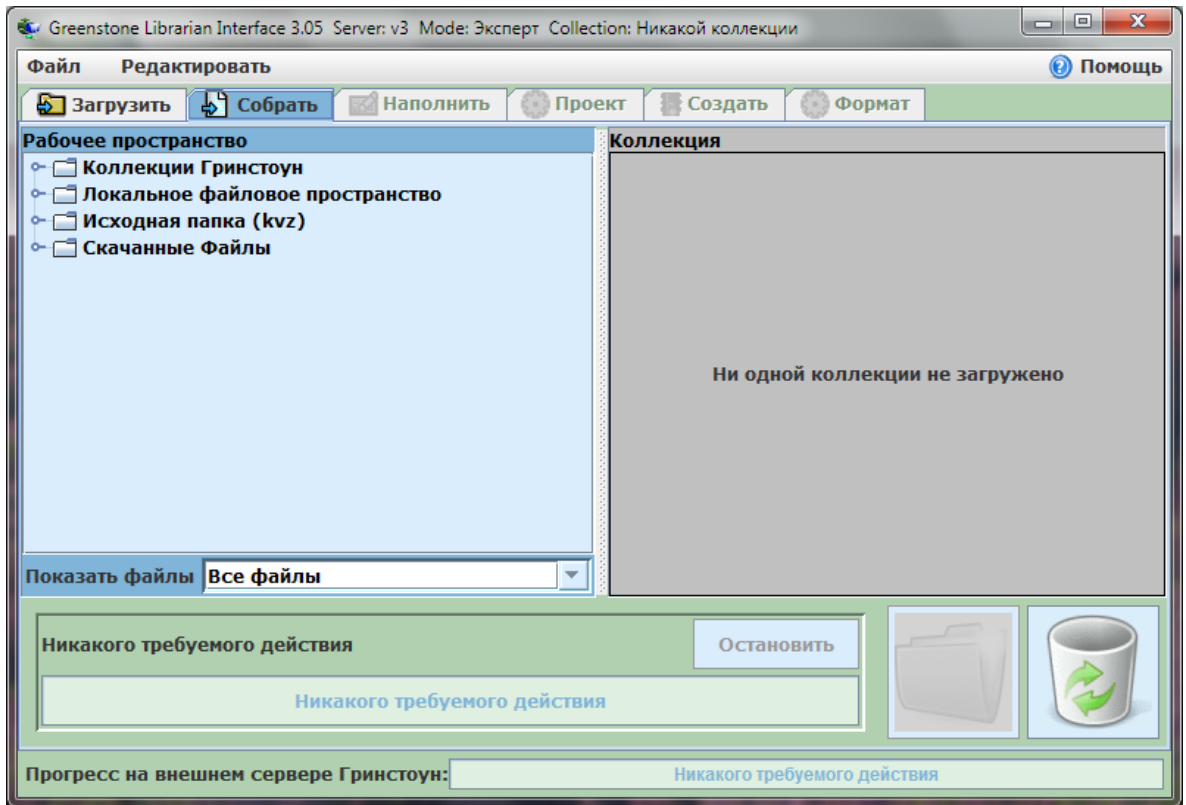 Greenstone Librarian Interface 3.05 Server: v3 Mode: Эксперт Collection: Никакой коллекции
Файл Редактировать Помощь
Загрузить Собрать Наполнить Проект Создать Формат
Рабочее пространство
Коллекции Гринстоун
Локальное файловое пространство
Исходная папка (kvz)
Скачанные Файлы
Показать файлы Все файлы
Коллекция
Ни одной коллекции не загружено
Никакого требуемого действия Остановить
Никакого требуемого действия
Прогресс на внешнем сервере Гринстоун: Никакого требуемого действия